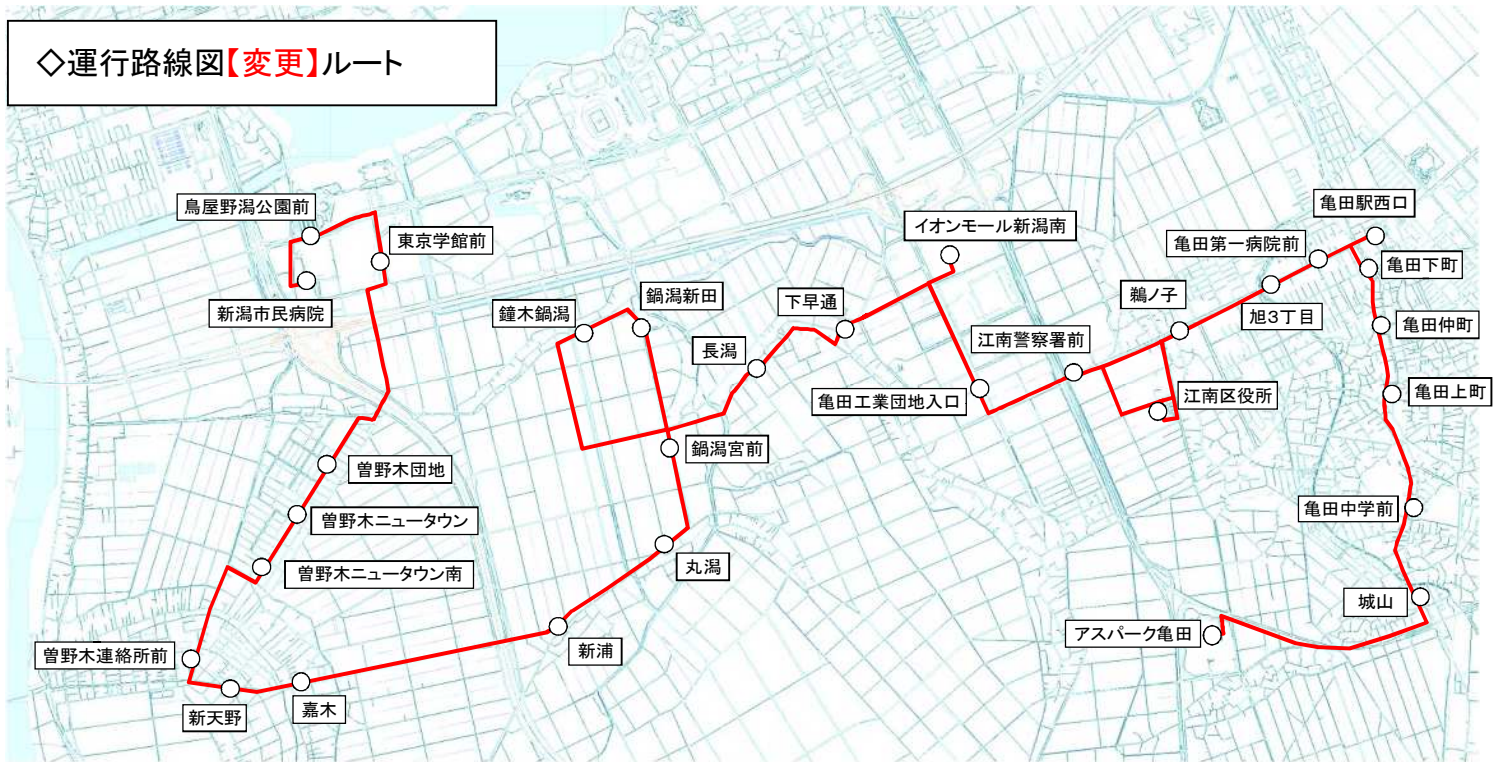 ◇運行路線図【変更】ルート
鳥屋野潟公園前
東京学館前
新潟市民病院
鐘木鍋潟
鍋潟新田
下早通
イオンモール新潟南
亀田駅西口
亀田第一病院前
亀田下町
鵜ノ子
旭3丁目
長潟
江南警察署前
亀田仲町
亀田工業団地入口
江南区役所
亀田上町
鍋潟宮前
曽野木団地
曽野木ニュータウン
亀田中学前
曽野木ニュータウン南
丸潟
城山
アスパーク亀田
曽野木連絡所前
新浦
新天野
嘉木